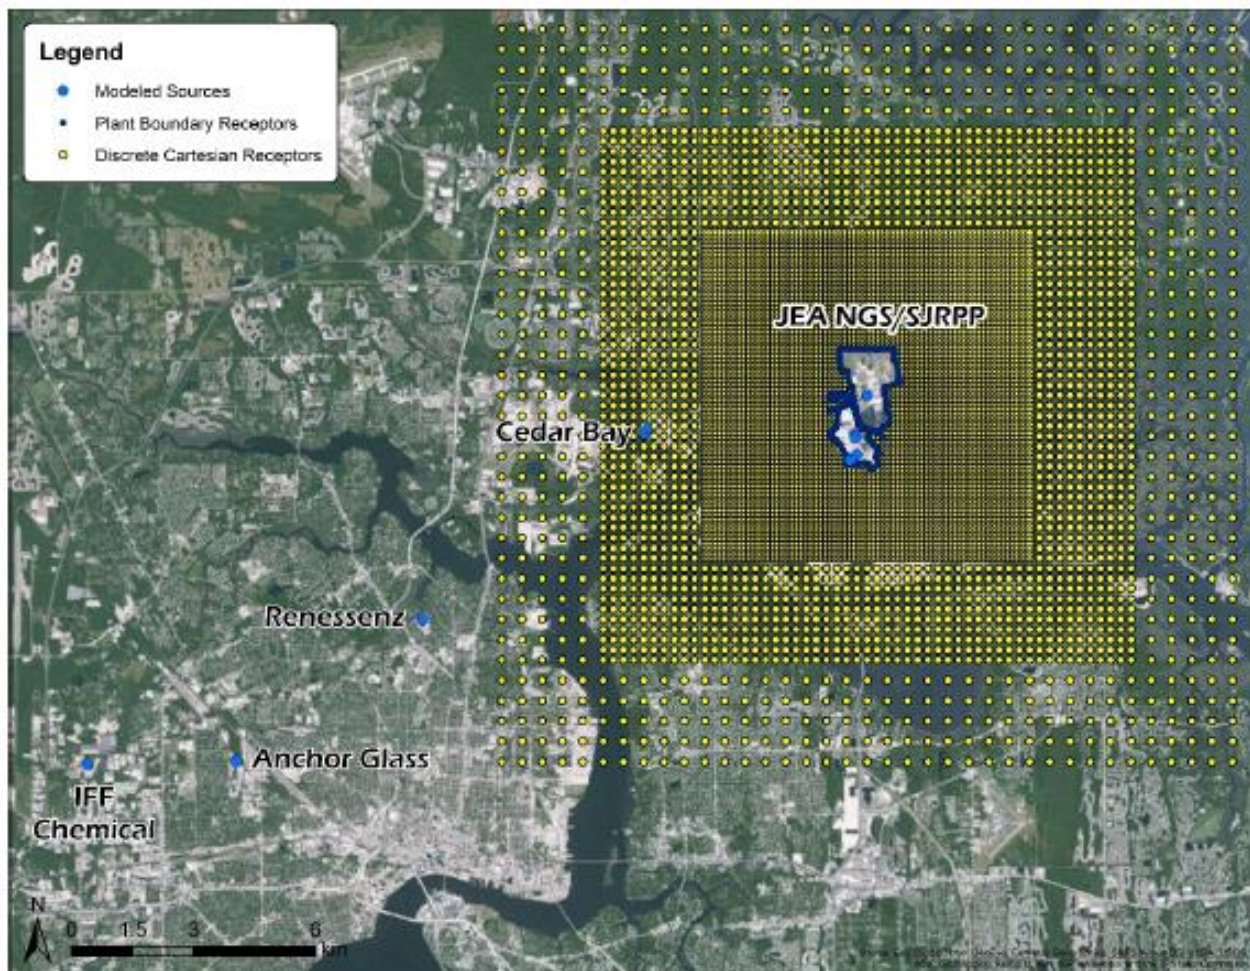 Legend
Modeled Sources
Plant Boundary Receptors
Discrete Cartesian Receptors
JEA NGS/SJRPP
Cedar Bay
Renessenz
Anchor Glass
IFF
Chemical
N
0 1.5 3 6
km